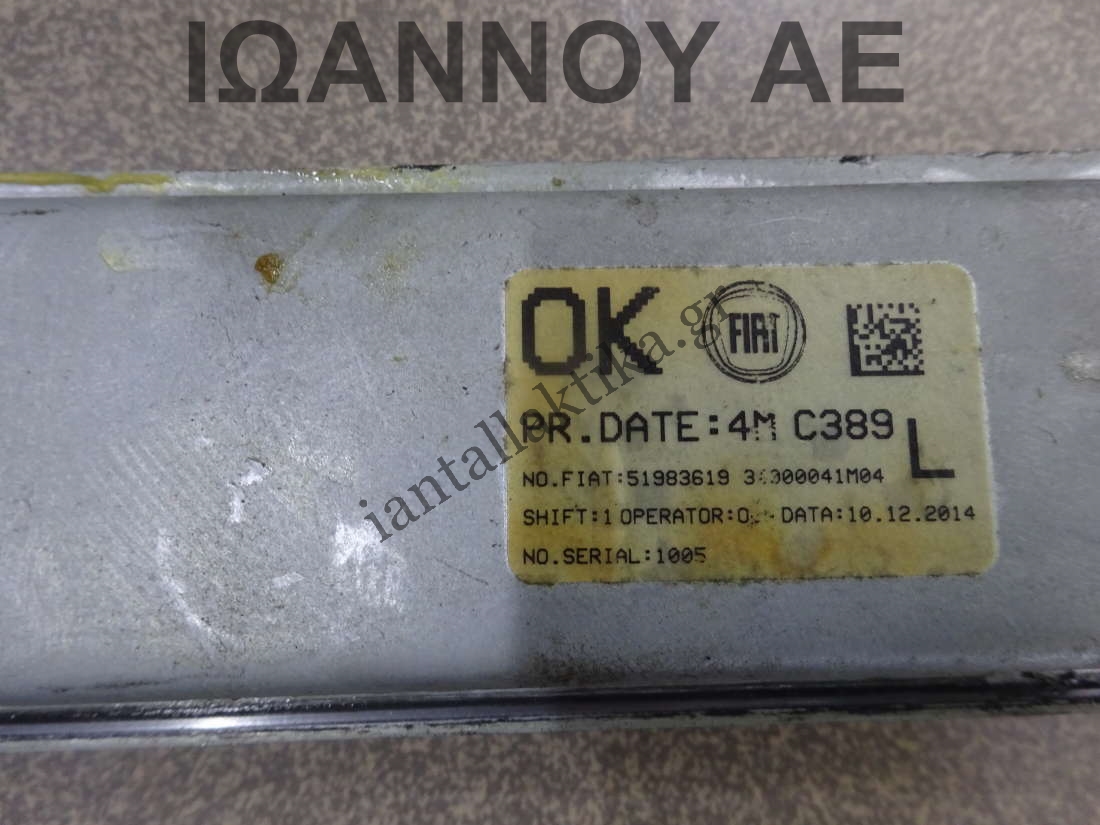 ΙΩΑΝΝΟΥ ΑΕ
OK FIAT
PR.DATE:4M C389 L
NO.FIAT:51983619
SHIFT:1 OPERATOR: DATA:10.12.2014
NO.SERIAL:1005
iantallaktika.gr